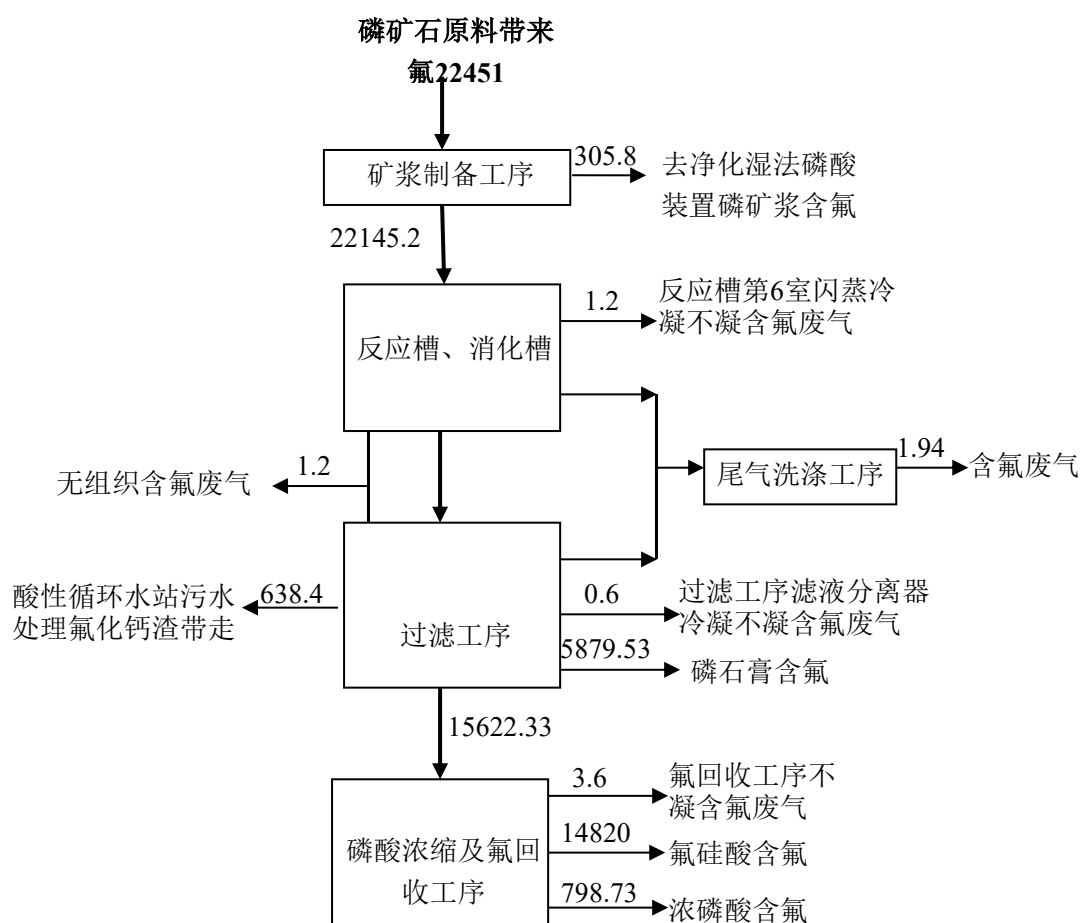 磷矿石原料带来
氟22451
矿浆制备工序
305.8
去净化湿法磷酸
装置磷矿浆含氟
22145.2
反应槽、消化槽
1.2
反应槽第6室闪蒸冷
凝不凝含氟废气
无组织含氟废气
1.2
尾气洗涤工序
1.94
含氟废气
酸性循环水站污水
处理氟化钙渣带走
638.4
过滤工序
0.6
过滤工序滤液分离器
冷凝不凝含氟废气
5879.53
磷石膏含氟
15622.33
磷酸浓缩及氟回
收工序
3.6
氟回收工序不
凝含氟废气
14820
氟硅酸含氟
798.73
浓磷酸含氟